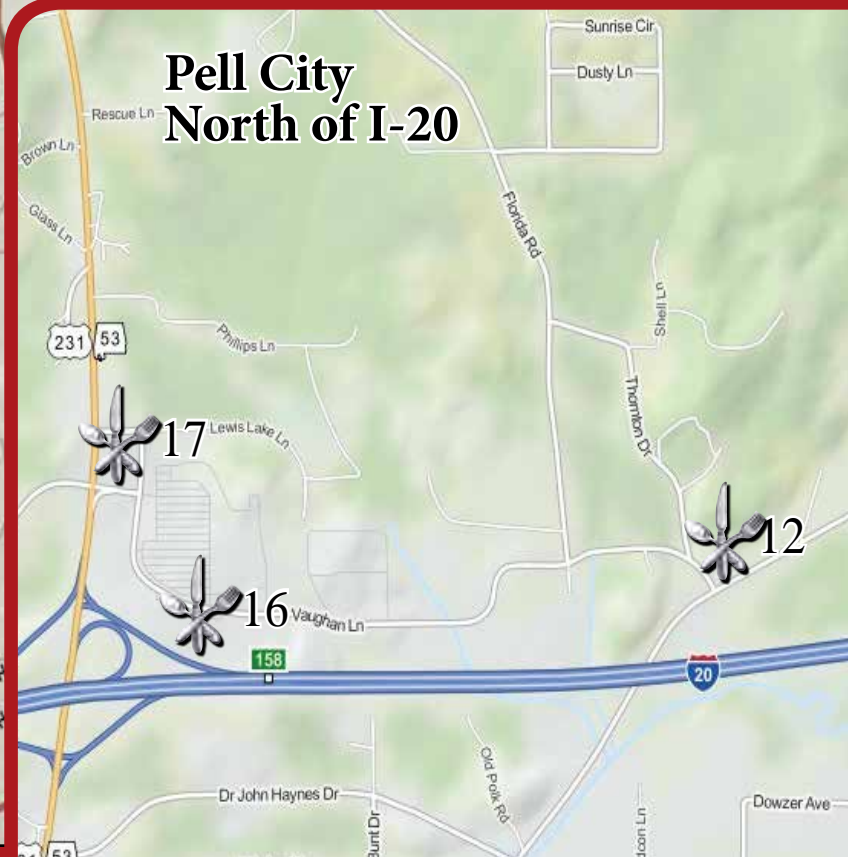 Pell City
North of I-20
Sunrise Cir
Dusty Ln
Rescue Ln
Brown Ln
Glass Ln
Florida Rd
Shell Ln
231
53
Phillips Ln
Thornton Dr
17
Lewis Lake Ln
12
16
Vaughan Ln
158
20
Old Polk Rd
Dr John Haynes Dr
Dowzer Ave
53